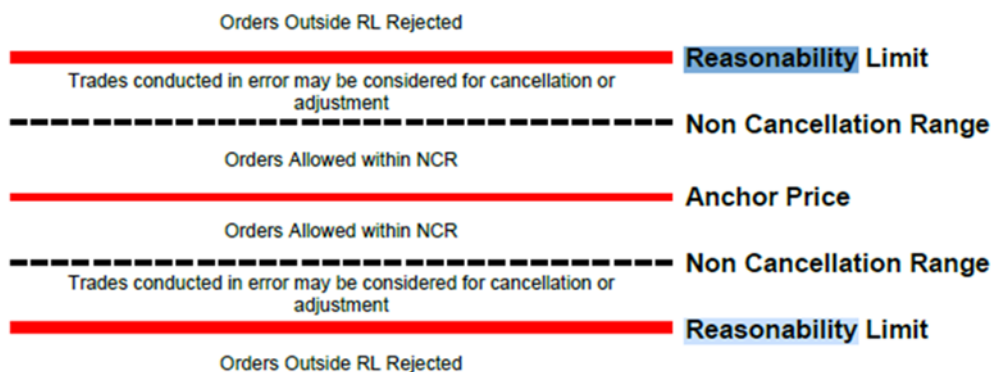 Orders Outside RL Rejected
Reasonability Limit
Trades conducted in error may be considered for cancellation or
adjustment
Non Cancellation Range
Orders Allowed within NCR
Anchor Price
Orders Allowed within NCR
Non Cancellation Range
Trades conducted in error may be considered for cancellation or
adjustment
Reasonability Limit
Orders Outside RL Rejected